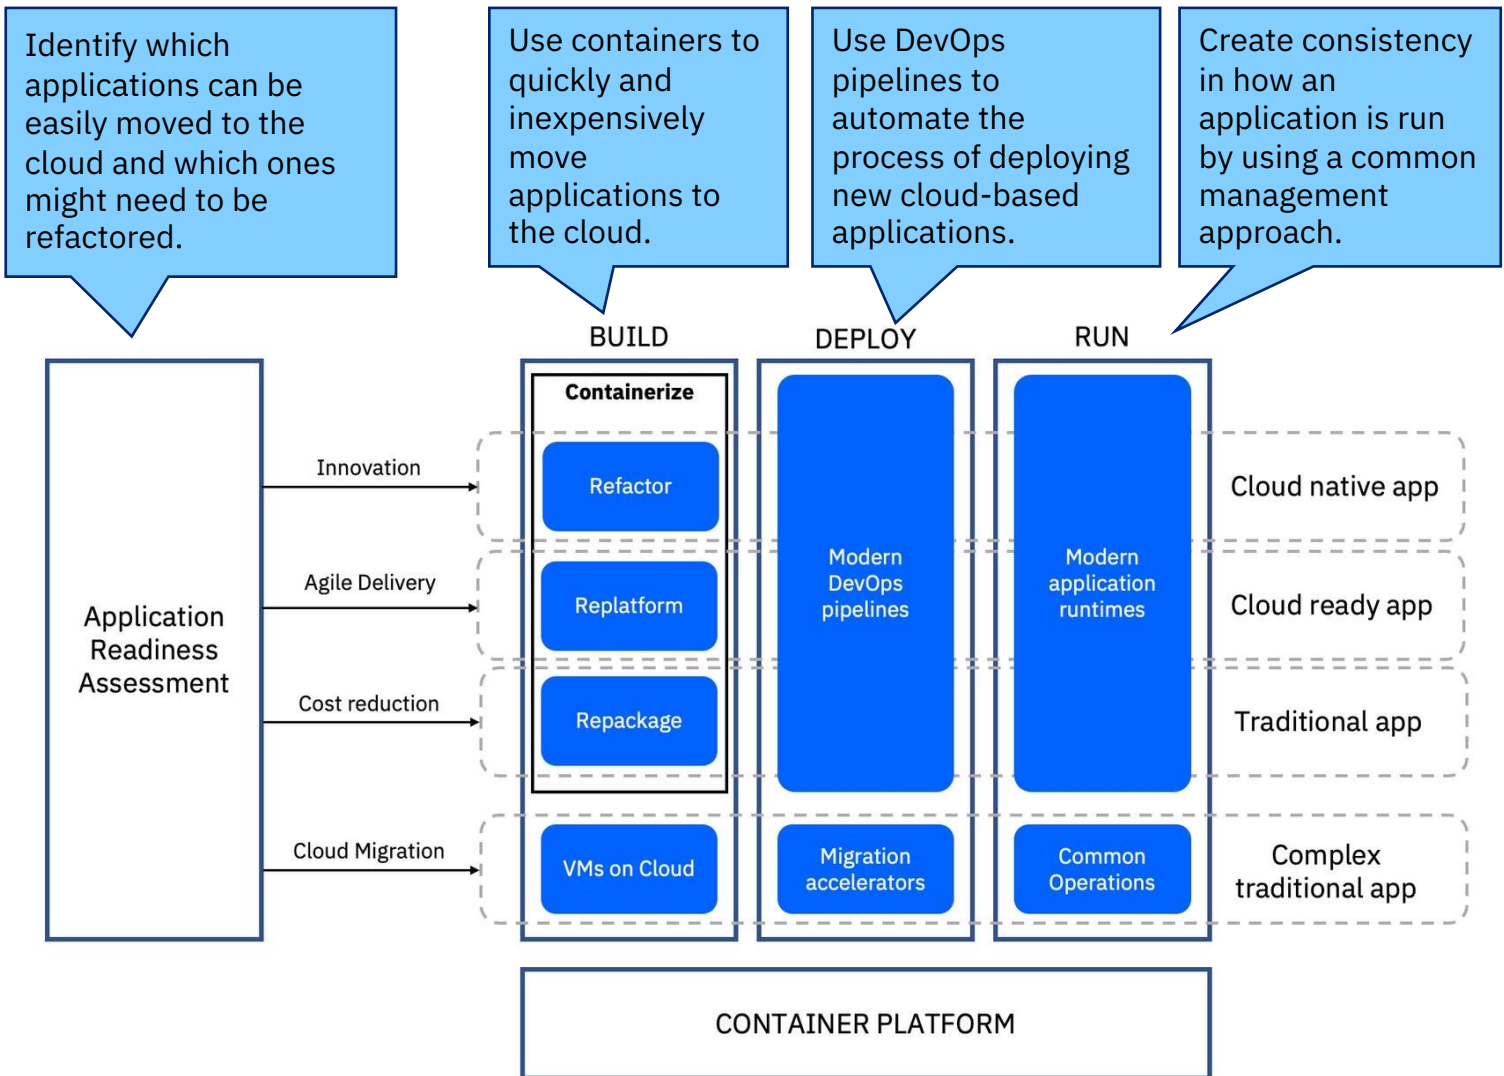 Identify which
applications can be
easily moved to the
cloud and which ones
might need to be
refactored.
Use containers to
quickly and
inexpensively
move
applications to
the cloud.
Use DevOps
pipelines to
automate the
process of deploying
new cloud-based
applications.
Create consistency
in how an
application is run
by using a common
management
approach.
BUILD
DEPLOY
RUN
Application
Readiness
Assessment
Containerize
Innovation
Refactor
Cloud native app
Agile Delivery
Replatform
Modern
DevOps
pipelines
Modern
application
runtimes
Cloud ready app
Cost reduction
Repackage
Traditional app
Cloud Migration
VMs on Cloud
Migration
accelerators
Common
Operations
Complex
traditional app
CONTAINER PLATFORM